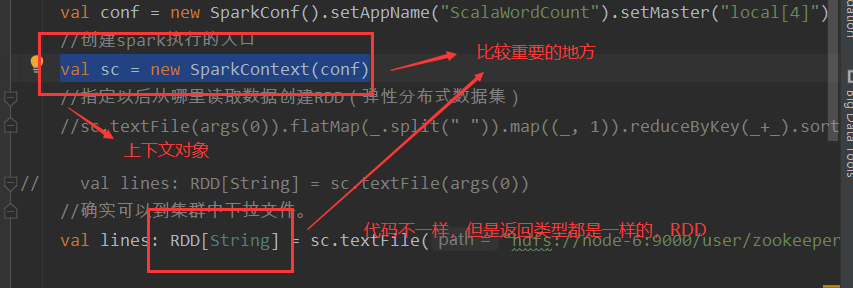 val conf = new SparkConf().setAppName("ScalaWordCount").setMaster("local[4]")
//创建spark执行的入口
val sc = new SparkContext(conf)
比较重要的地方
//指定以后从哪里读取数据创建RDD（弹性分布式数据集）
//sc.textFile(args(0)).flatMap(_.split(" ")).map((_, 1)).reduceByKey(_+_).sort
上下文对象
// val lines: RDD[String] = sc.textFile(args(0))
//确实可以到集群中下拉文件。
代码不一样，但是返回类型都是一样的，RDD
val lines: RDD[String] = sc.textFile( path = "hdfs://node-6:9000/user/zookeeper
Big Data Tools